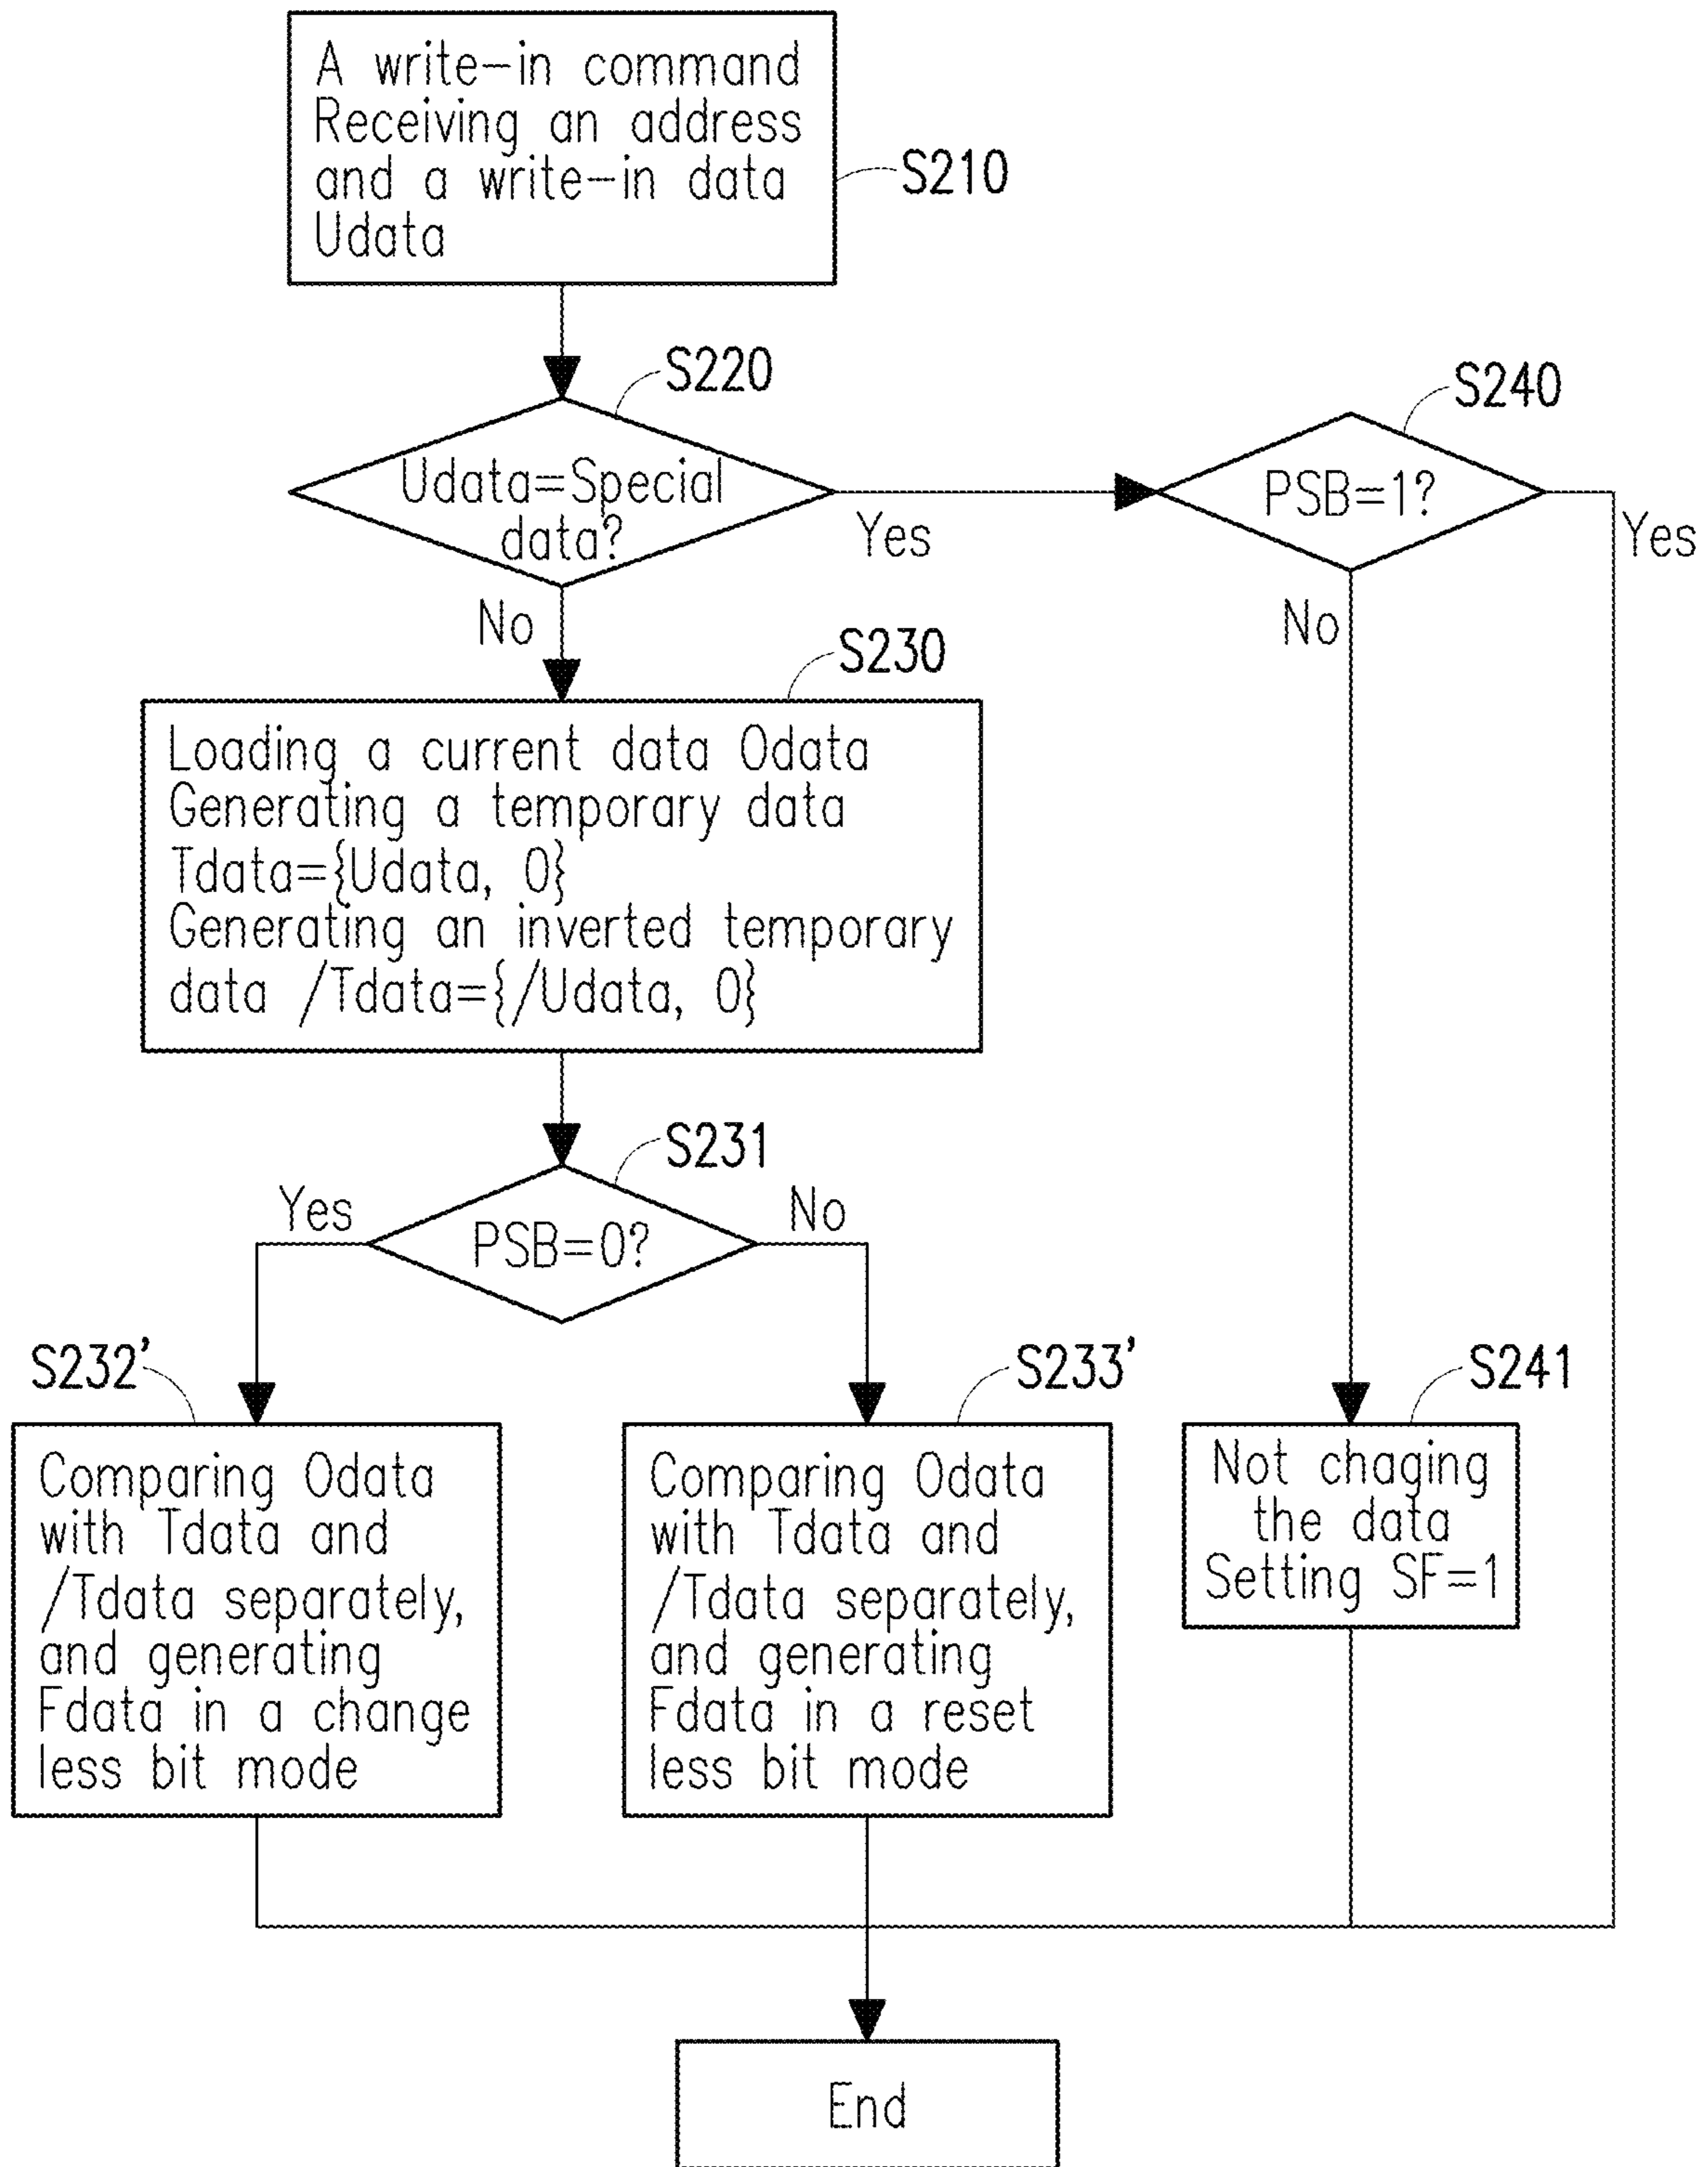 A write-in command
Receiving an address
and a write-in data
Udata
S210
S220
Udata=Special
data?
Yes
No
S240
PSB=1?
Yes
No
S230
Loading a current data Odata
Generating a temporary data
Tdata={Udata, 0}
Generating an inverted temporary
data /Tdata={/Udata, 0}
S231
PSB=0?
Yes
No
S232'
Comparing Odata
with Tdata and
/Tdata separately,
and generating
Fdata in a change
less bit mode
S233'
Comparing Odata
with Tdata and
/Tdata separately,
and generating
Fdata in a reset
less bit mode
S241
Not chaging
the data
Setting SF=1
End